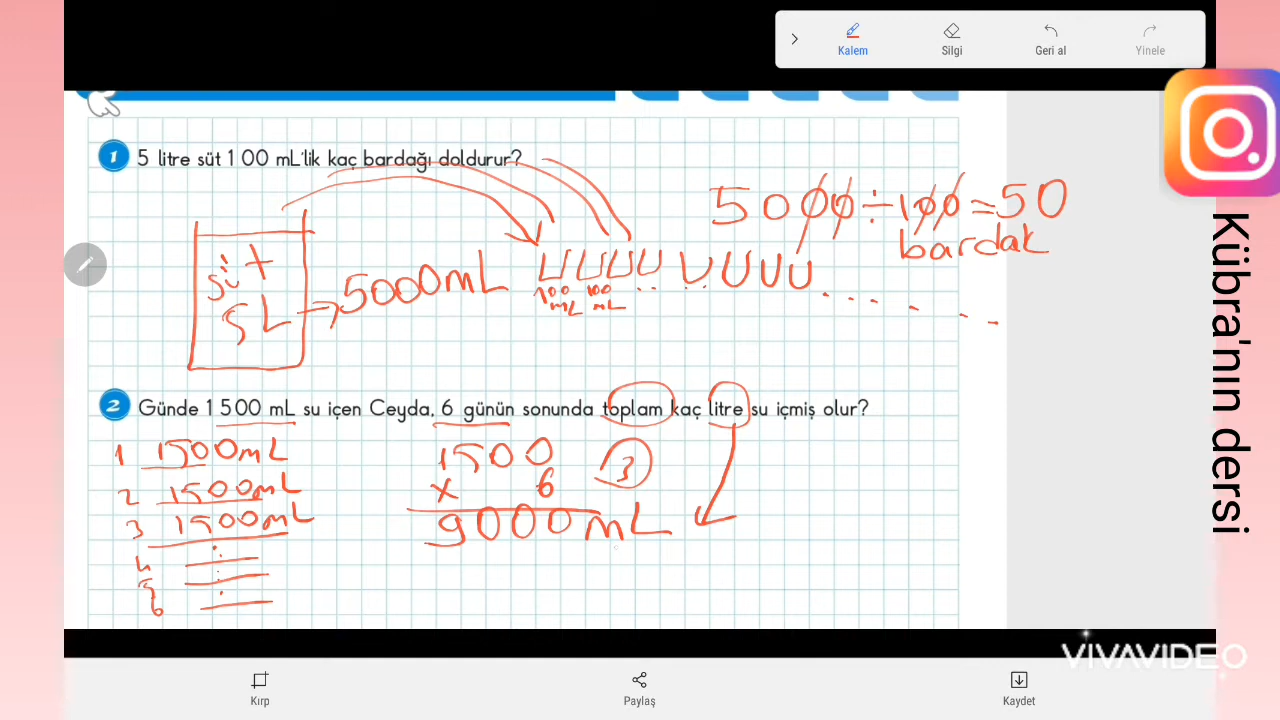 Kalem
Silgi
Geri al
Yinele
1 5 litre süt 100 mL'lik kaç bardağı doldurur?
5000÷100=50
bardak
süt
5L
5000mL
100 mL
100 mL
2 Günde 1500 mL su içen Ceyda, 6 günün sonunda toplam kaç litre su içmiş olur?
1 1500mL
2 1500mL
3 1500mL
4
5
6
1500
x 6
9000mL
3
Kübra'nın dersi
VIVAVIDEO
Kırp
Paylaş
Kaydet